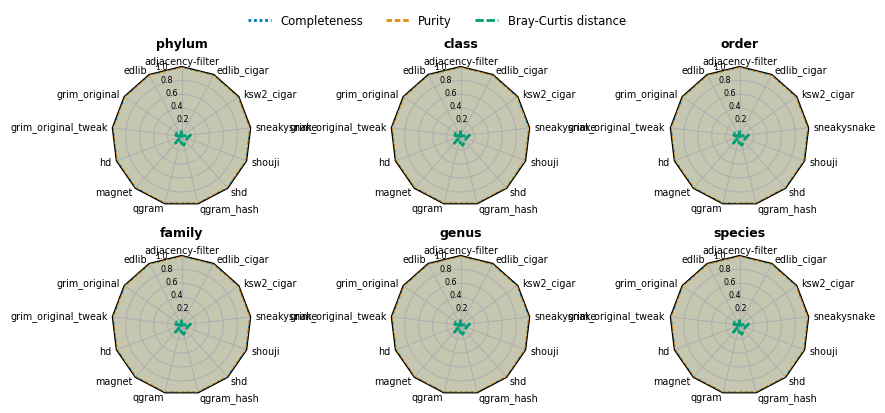 Completeness Purity Bray-Curtis distance
phylum class order
adjacency-filter adjacency-filter adjacency-filter
edlib 1.0 edlib_cigar edlib 1.0 edlib_cigar edlib 1.0 edlib_cigar
0.8 0.8 0.8
grim_original 0.6 ksw2_cigar grim_original 0.6 ksw2_cigar grim_original 0.6 ksw2_cigar
0.4 0.4 0.4
0.2 0.2 0.2
grim_original_tweak sneakysnake grim_original_tweak sneakysnake grim_original_tweak sneakysnake
hd shouji hd shouji hd shouji
magnet shd magnet shd magnet shd
qgram qgram_hash qgram qgram_hash qgram qgram_hash
family genus species
adjacency-filter adjacency-filter adjacency-filter
edlib 1.0 edlib_cigar edlib 1.0 edlib_cigar edlib 1.0 edlib_cigar
0.8 0.8 0.8
grim_original 0.6 ksw2_cigar grim_original 0.6 ksw2_cigar grim_original 0.6 ksw2_cigar
0.4 0.4 0.4
0.2 0.2 0.2
grim_original_tweak sneakysnake grim_original_tweak sneakysnake grim_original_tweak sneakysnake
hd shouji hd shouji hd shouji
magnet shd magnet shd magnet shd
qgram qgram_hash qgram qgram_hash qgram qgram_hash